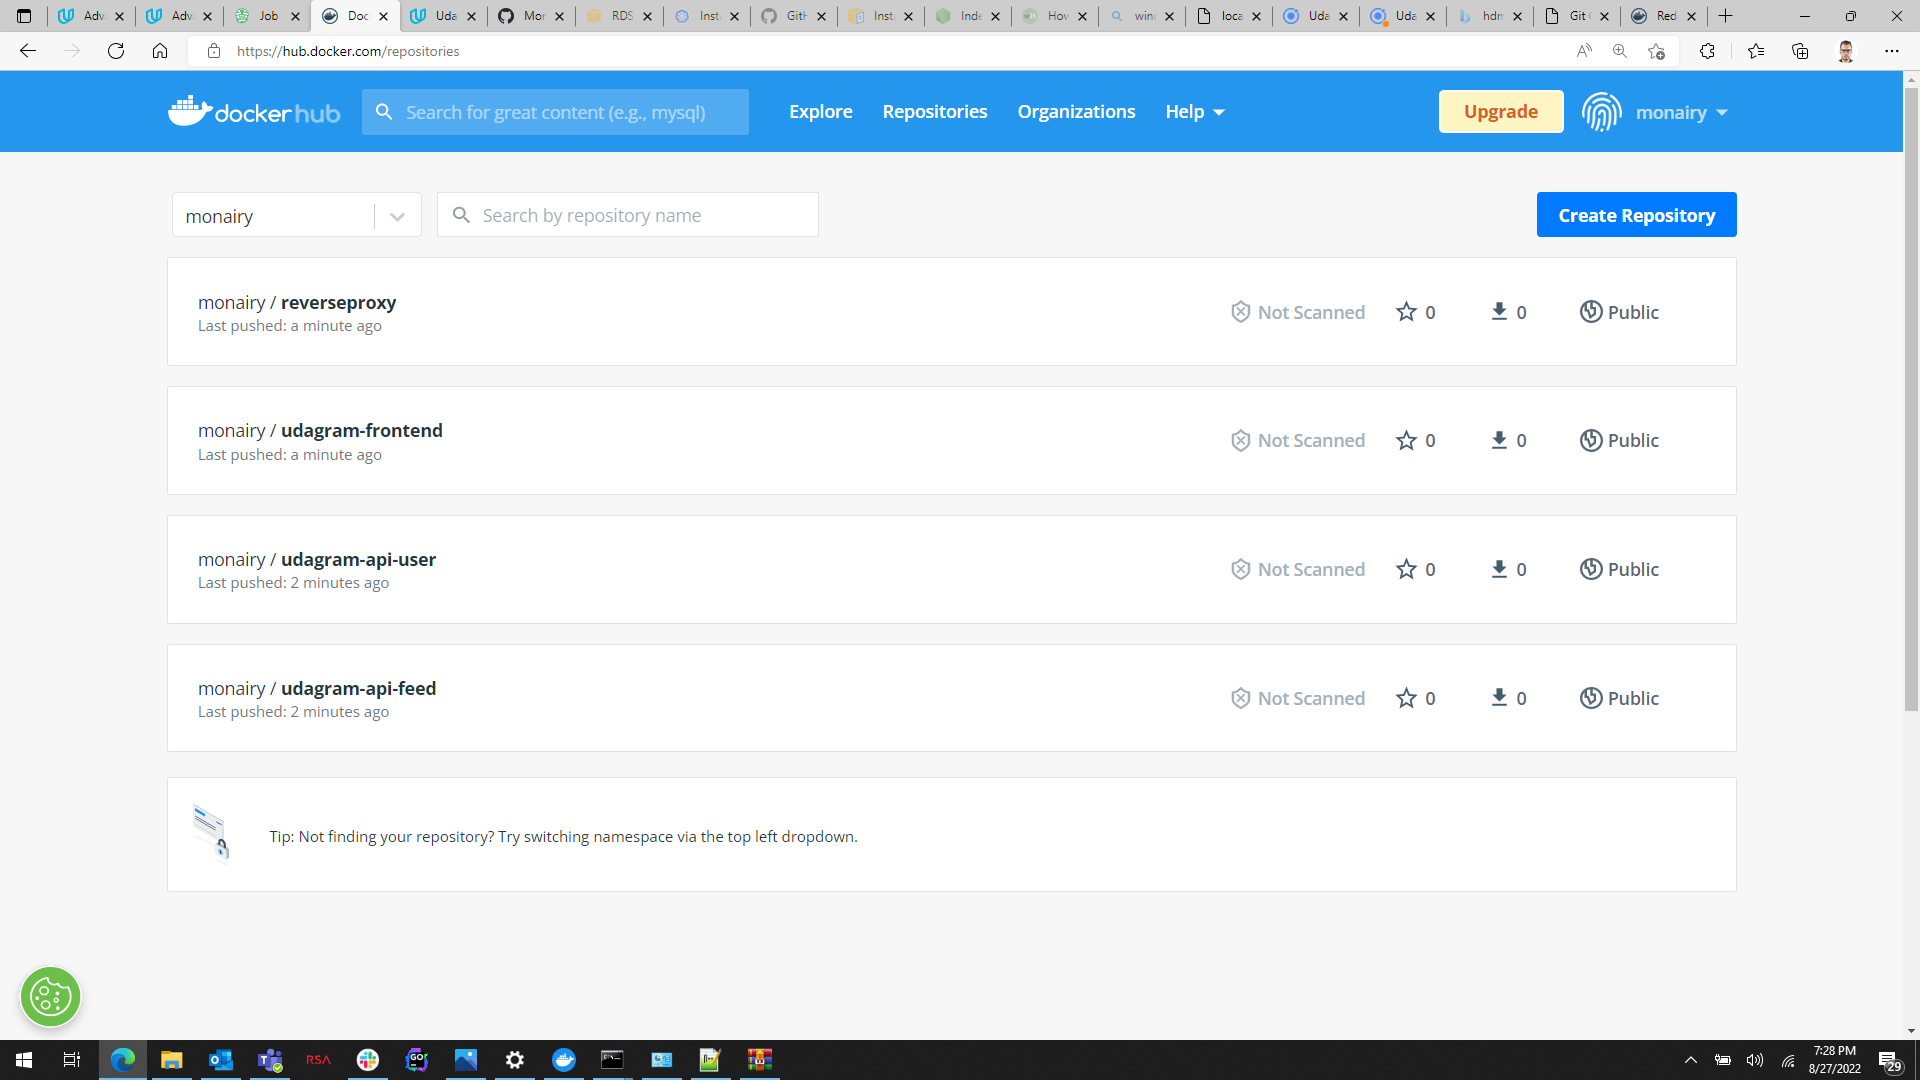 Adv
Adv
Job
Doc
Uda
Mor
RDS
Inst
GitH
Inst
Inde
How
winc
loca
Uda
Uda
hdn
Git
Red
https://hub.docker.com/repositories
docker hub
Search for great content (e.g., mysql)
Explore
Repositories
Organizations
Help
Upgrade
monairy
monairy
Search by repository name
Create Repository
monairy / reverseproxy
Last pushed: a minute ago
Not Scanned
0
0
Public
monairy / udagram-frontend
Last pushed: a minute ago
Not Scanned
0
0
Public
monairy / udagram-api-user
Last pushed: 2 minutes ago
Not Scanned
0
0
Public
monairy / udagram-api-feed
Last pushed: 2 minutes ago
Not Scanned
0
0
Public
Tip: Not finding your repository? Try switching namespace via the top left dropdown.
RSA
GO
7:28 PM
8/27/2022
29